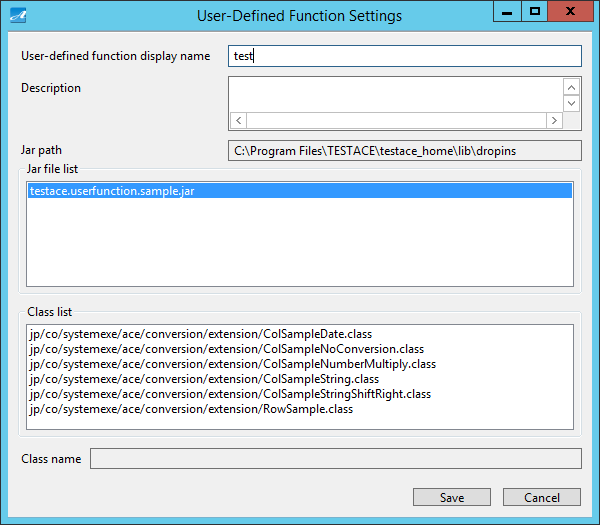 User-Defined Function Settings
User-defined function display name
test
Description
Jar path
C:\Program Files\TESTACE\testace_home\lib\dropins
Jar file list
testace.userfunction.sample.jar
Class list
jp/co/systemexe/ace/conversion/extension/ColSampleDate.class
jp/co/systemexe/ace/conversion/extension/ColSampleNoConversion.class
jp/co/systemexe/ace/conversion/extension/ColSampleNumberMultiply.class
jp/co/systemexe/ace/conversion/extension/ColSampleString.class
jp/co/systemexe/ace/conversion/extension/ColSampleStringShiftRight.class
jp/co/systemexe/ace/conversion/extension/RowSample.class
Class name
Save
Cancel